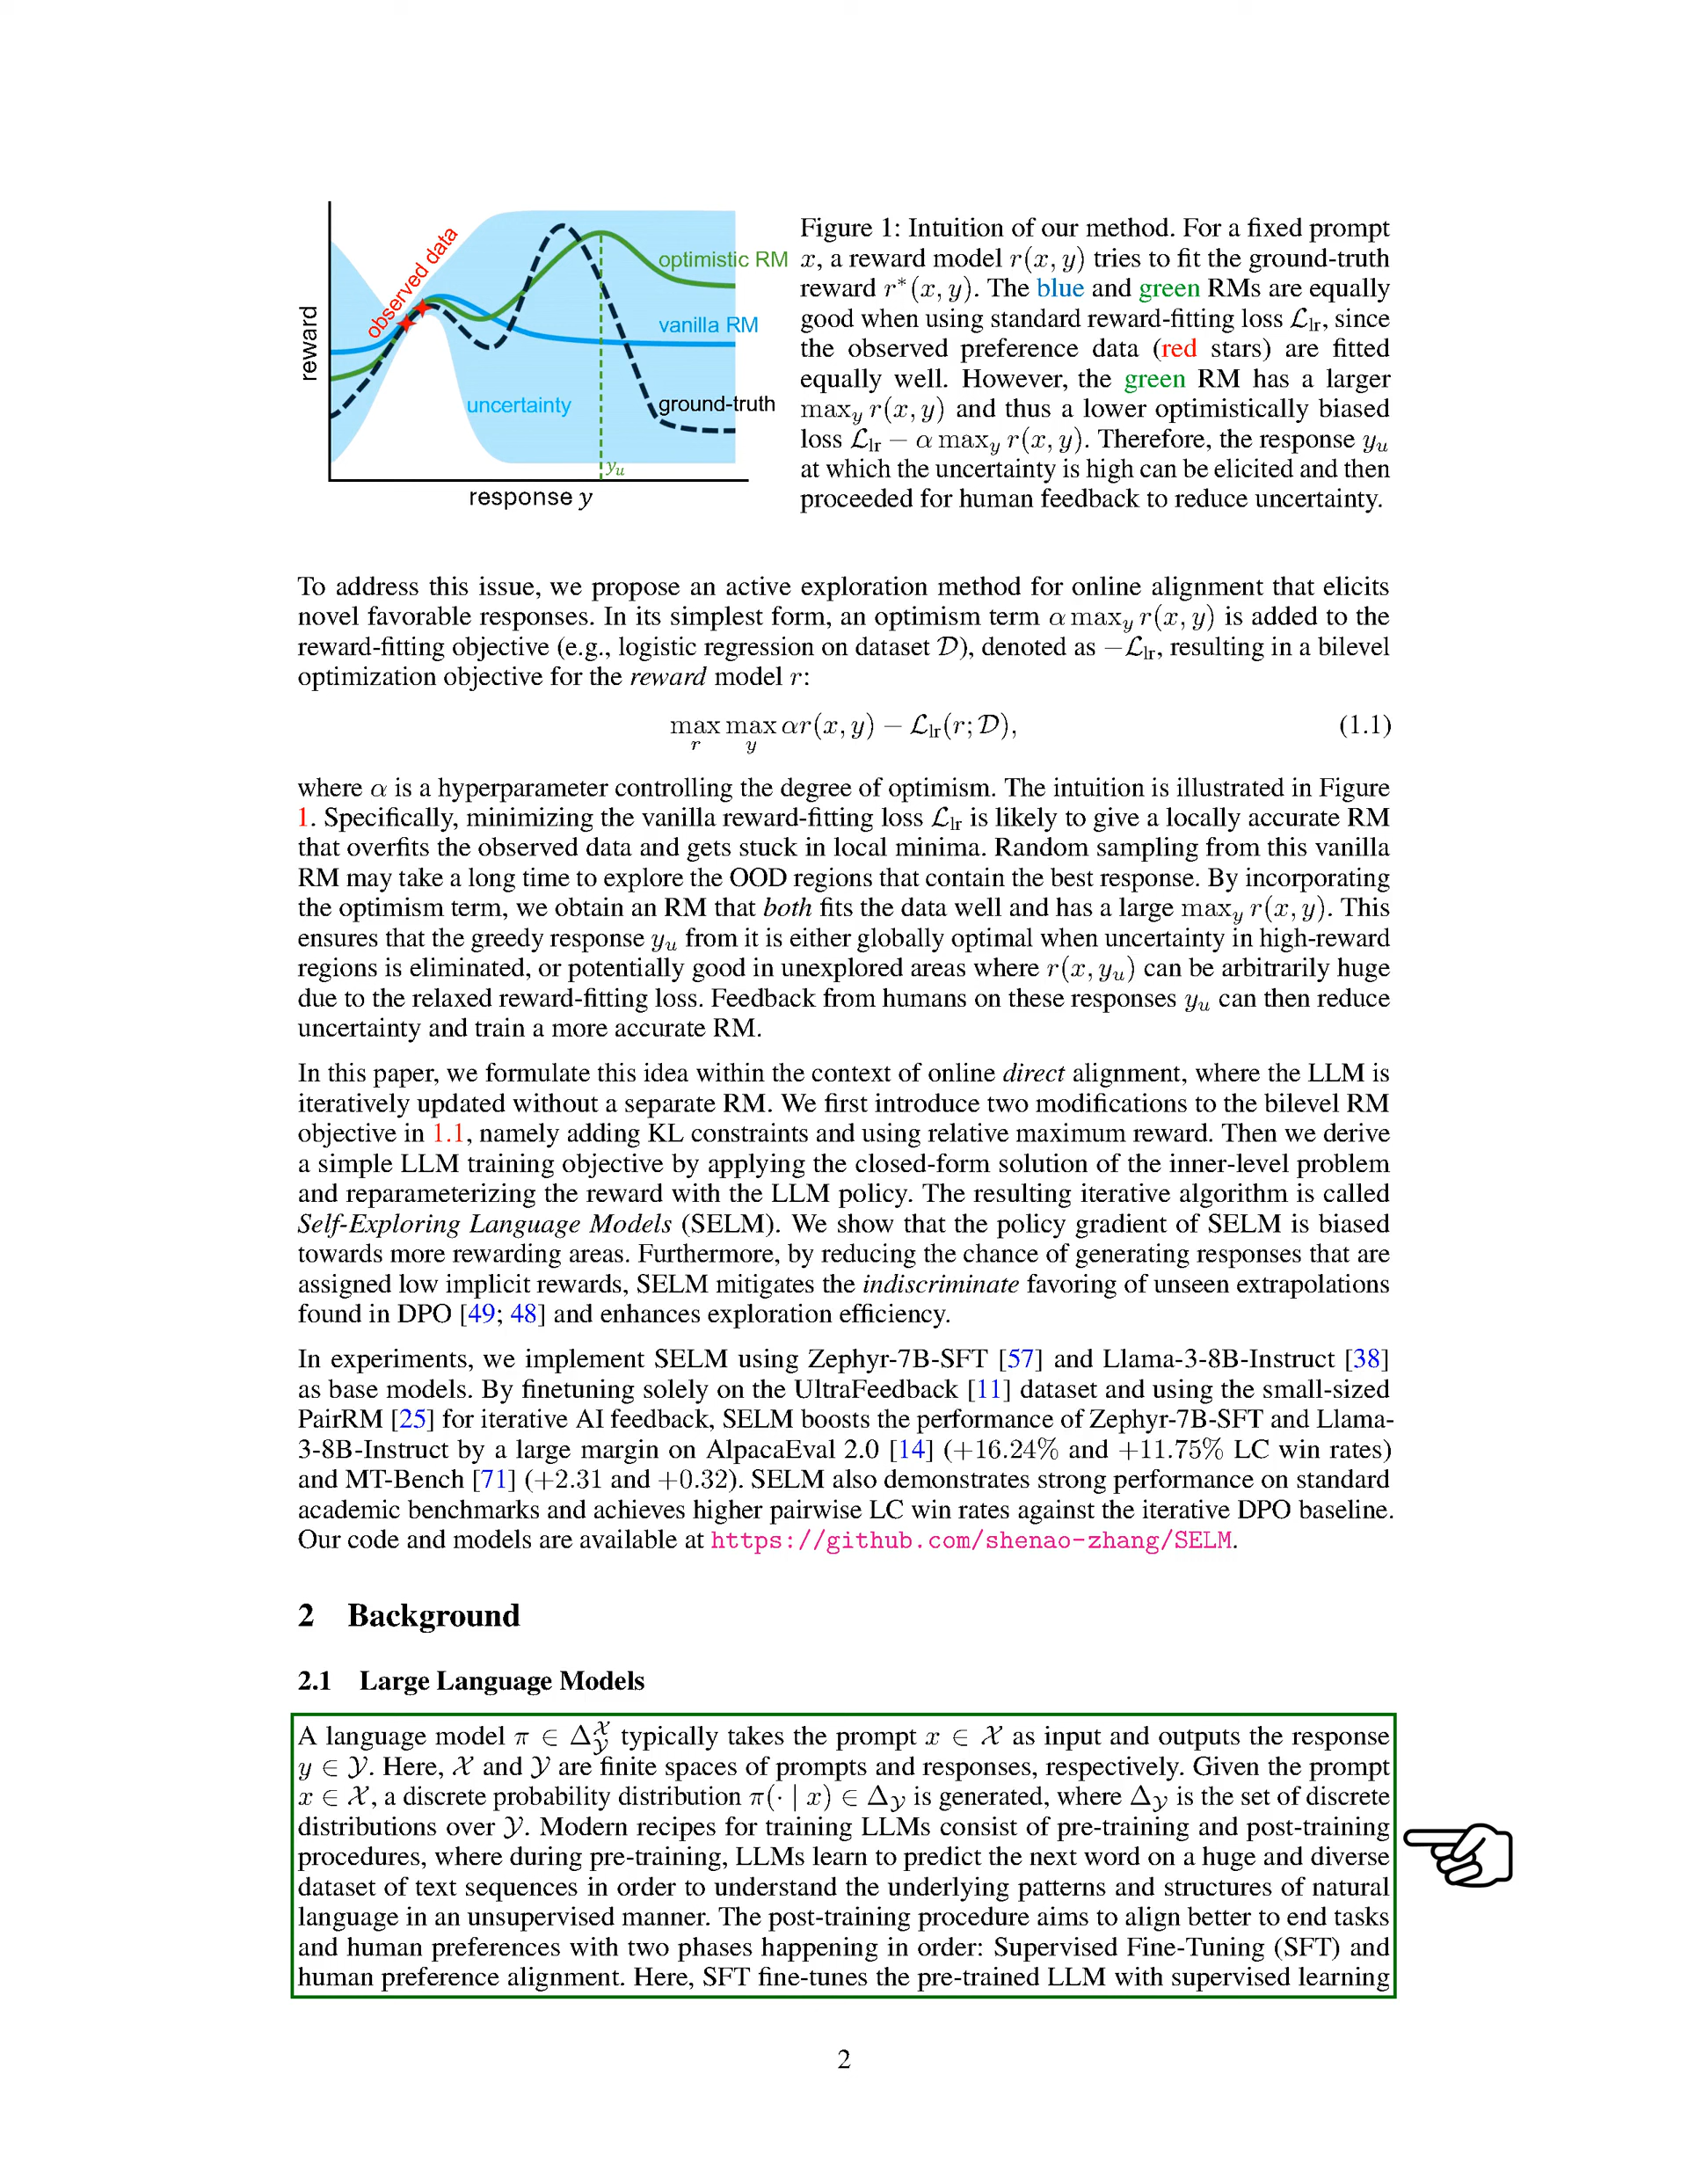 observed data
optimistic RM
vanilla RM
uncertainty
ground-truth
reward
y_u
response y
Figure 1: Intuition of our method. For a fixed prompt
x, a reward model r(x, y) tries to fit the ground-truth
reward r*(x, y). The blue and green RMs are equally
good when using standard reward-fitting loss ℒ_lr, since
the observed preference data (red stars) are fitted
equally well. However, the green RM has a larger
max_y r(x, y) and thus a lower optimistically biased
loss ℒ_lr − α max_y r(x, y). Therefore, the response y_u
at which the uncertainty is high can be elicited and then
proceeded for human feedback to reduce uncertainty.
To address this issue, we propose an active exploration method for online alignment that elicits
novel favorable responses. In its simplest form, an optimism term α max_y r(x, y) is added to the
reward-fitting objective (e.g., logistic regression on dataset 𝒟), denoted as −ℒ_lr, resulting in a bilevel
optimization objective for the reward model r:
max_r max_y αr(x, y) − ℒ_lr(r; 𝒟), (1.1)
where α is a hyperparameter controlling the degree of optimism. The intuition is illustrated in Figure
1. Specifically, minimizing the vanilla reward-fitting loss ℒ_lr is likely to give a locally accurate RM
that overfits the observed data and gets stuck in local minima. Random sampling from this vanilla
RM may take a long time to explore the OOD regions that contain the best response. By incorporating
the optimism term, we obtain an RM that both fits the data well and has a large max_y r(x, y). This
ensures that the greedy response y_u from it is either globally optimal when uncertainty in high-reward
regions is eliminated, or potentially good in unexplored areas where r(x, y_u) can be arbitrarily huge
due to the relaxed reward-fitting loss. Feedback from humans on these responses y_u can then reduce
uncertainty and train a more accurate RM.
In this paper, we formulate this idea within the context of online direct alignment, where the LLM is
iteratively updated without a separate RM. We first introduce two modifications to the bilevel RM
objective in 1.1, namely adding KL constraints and using relative maximum reward. Then we derive
a simple LLM training objective by applying the closed-form solution of the inner-level problem
and reparameterizing the reward with the LLM policy. The resulting iterative algorithm is called
Self-Exploring Language Models (SELM). We show that the policy gradient of SELM is biased
towards more rewarding areas. Furthermore, by reducing the chance of generating responses that are
assigned low implicit rewards, SELM mitigates the indiscriminate favoring of unseen extrapolations
found in DPO [49; 48] and enhances exploration efficiency.
In experiments, we implement SELM using Zephyr-7B-SFT [57] and Llama-3-8B-Instruct [38]
as base models. By finetuning solely on the UltraFeedback [11] dataset and using the small-sized
PairRM [25] for iterative AI feedback, SELM boosts the performance of Zephyr-7B-SFT and Llama-
3-8B-Instruct by a large margin on AlpacaEval 2.0 [14] (+16.24% and +11.75% LC win rates)
and MT-Bench [71] (+2.31 and +0.32). SELM also demonstrates strong performance on standard
academic benchmarks and achieves higher pairwise LC win rates against the iterative DPO baseline.
Our code and models are available at https://github.com/shenao-zhang/SELM.
2 Background
2.1 Large Language Models
A language model π ∈ Δ_𝒴^𝒳 typically takes the prompt x ∈ 𝒳 as input and outputs the response
y ∈ 𝒴. Here, 𝒳 and 𝒴 are finite spaces of prompts and responses, respectively. Given the prompt
x ∈ 𝒳, a discrete probability distribution π(· | x) ∈ Δ_𝒴 is generated, where Δ_𝒴 is the set of discrete
distributions over 𝒴. Modern recipes for training LLMs consist of pre-training and post-training
procedures, where during pre-training, LLMs learn to predict the next word on a huge and diverse
dataset of text sequences in order to understand the underlying patterns and structures of natural
language in an unsupervised manner. The post-training procedure aims to align better to end tasks
and human preferences with two phases happening in order: Supervised Fine-Tuning (SFT) and
human preference alignment. Here, SFT fine-tunes the pre-trained LLM with supervised learning
2